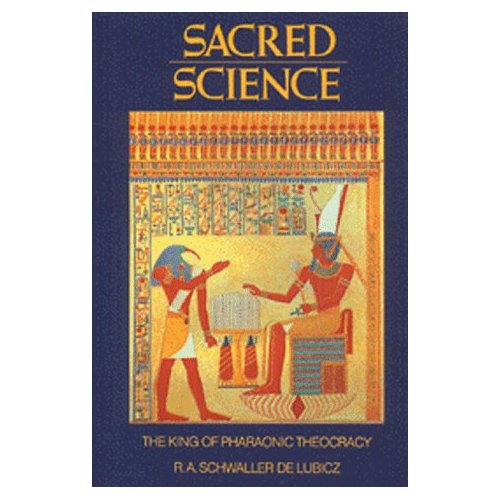 SACRED
SCIENCE
THE KING OF PHARAONIC THEOCRACY
R.A. SCHWALLER DE LUBICZ